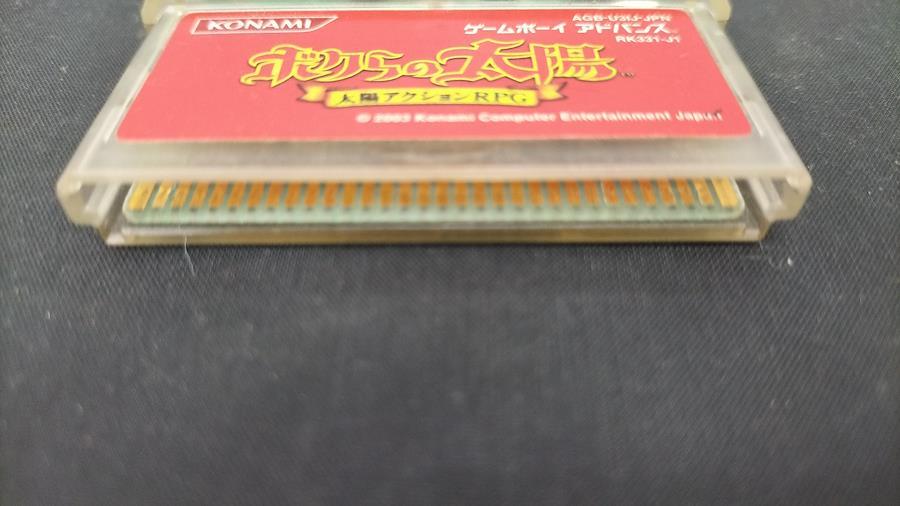 KONAMI
AGB-U3IJ-JPN
ゲームボーイ アドバンス
RK331-J1
ボクらの太陽
TM
太陽アクションRPG
© 2003 Konami Computer Entertainment Japan